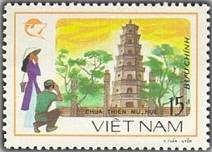 BƯU CHÍNH
CHÙA THIÊN MỤ, HUẾ
15đ
VIỆT NAM